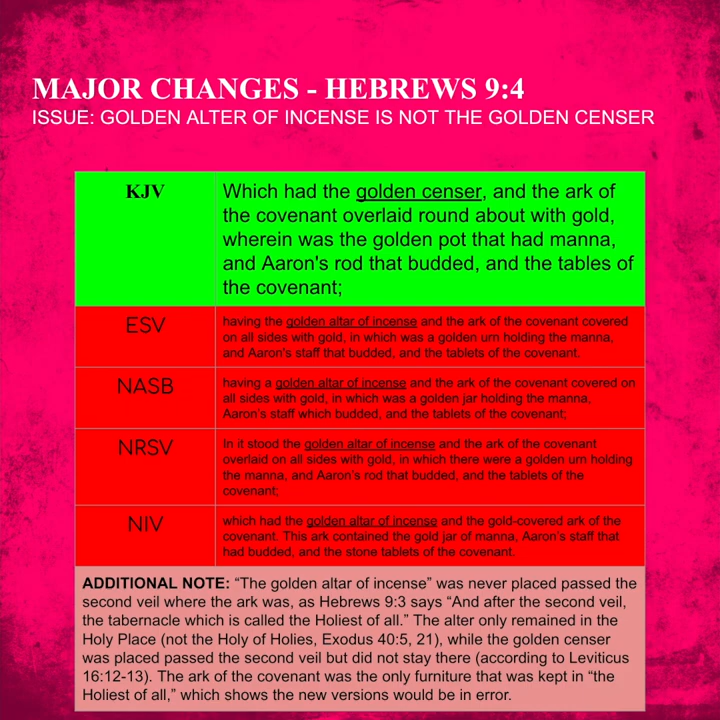 MAJOR CHANGES - HEBREWS 9:4
ISSUE: GOLDEN ALTER OF INCENSE IS NOT THE GOLDEN CENSER
KJV
Which had the golden censer, and the ark of
the covenant overlaid round about with gold,
wherein was the golden pot that had manna,
and Aaron's rod that budded, and the tables of
the covenant;
ESV
having the golden altar of incense and the ark of the covenant covered
on all sides with gold, in which was a golden urn holding the manna,
and Aaron's staff that budded, and the tablets of the covenant.
NASB
having a golden altar of incense and the ark of the covenant covered on
all sides with gold, in which was a golden jar holding the manna,
Aaron's staff which budded, and the tablets of the covenant;
NRSV
In it stood the golden altar of incense and the ark of the covenant
overlaid on all sides with gold, in which there were a golden urn holding
the manna, and Aaron's rod that budded, and the tablets of the
covenant;
NIV
which had the golden altar of incense and the gold-covered ark of the
covenant. This ark contained the gold jar of manna, Aaron's staff that
had budded, and the stone tablets of the covenant.
ADDITIONAL NOTE: “The golden altar of incense” was never placed passed the
second veil where the ark was, as Hebrews 9:3 says “And after the second veil,
the tabernacle which is called the Holiest of all.” The alter only remained in the
Holy Place (not the Holy of Holies, Exodus 40:5, 21), while the golden censer
was placed passed the second veil but did not stay there (according to Leviticus
16:12-13). The ark of the covenant was the only furniture that was kept in “the
Holiest of all,” which shows the new versions would be in error.